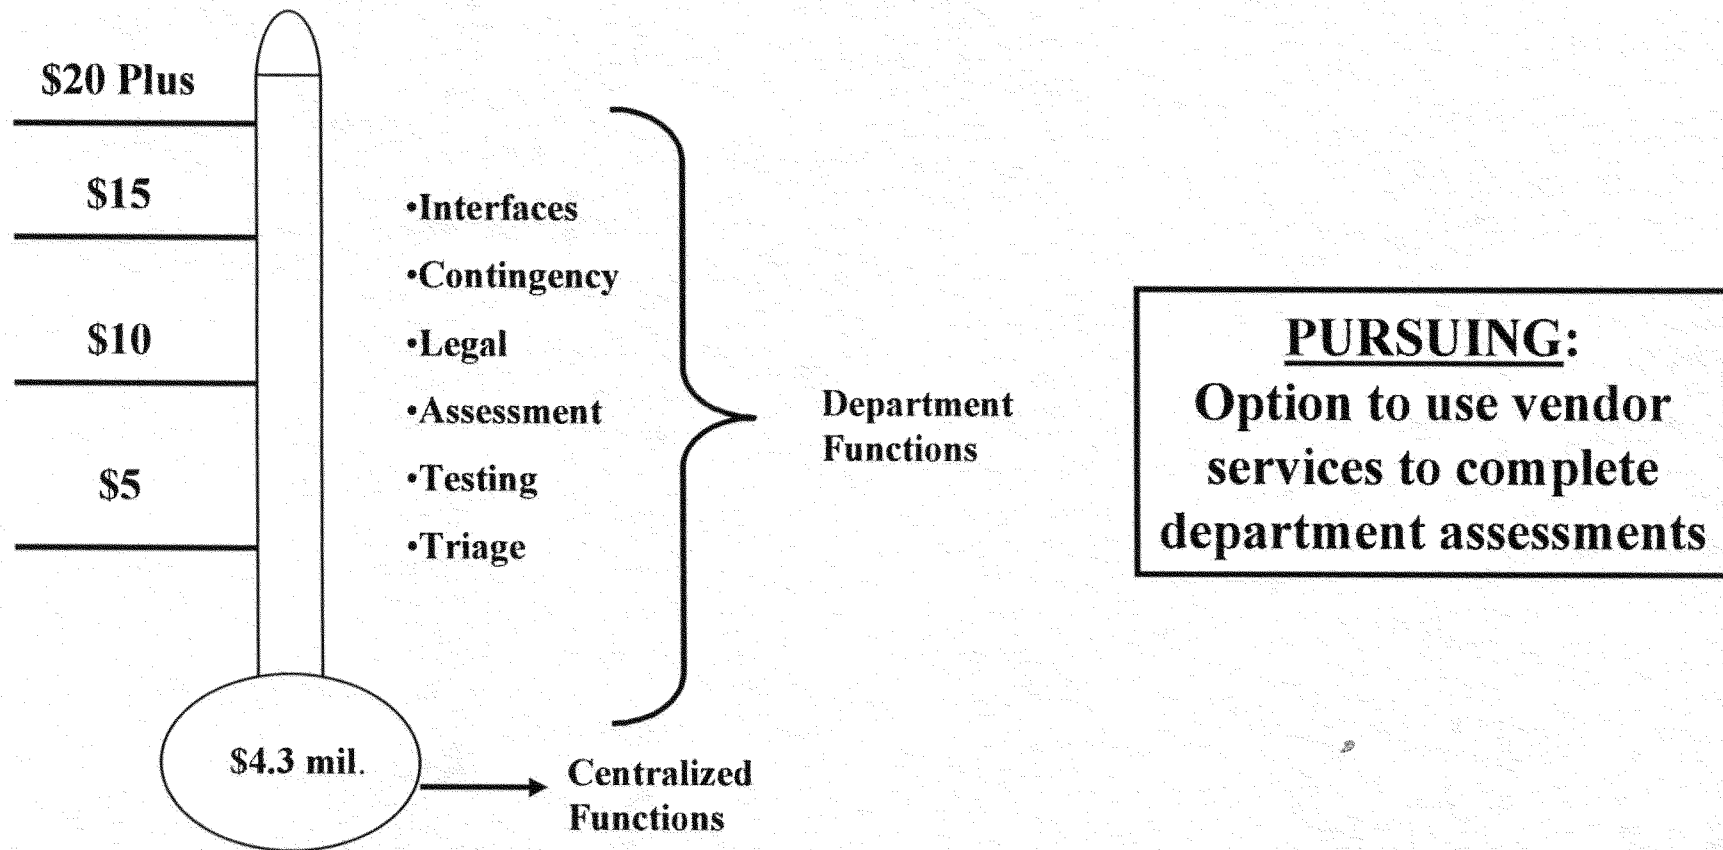 $20 Plus
$15
$10
$5
$4.3 mil.
•Interfaces
•Contingency
•Legal
•Assessment
•Testing
•Triage
Department
Functions
Centralized
Functions
PURSUING:
Option to use vendor
services to complete
department assessments